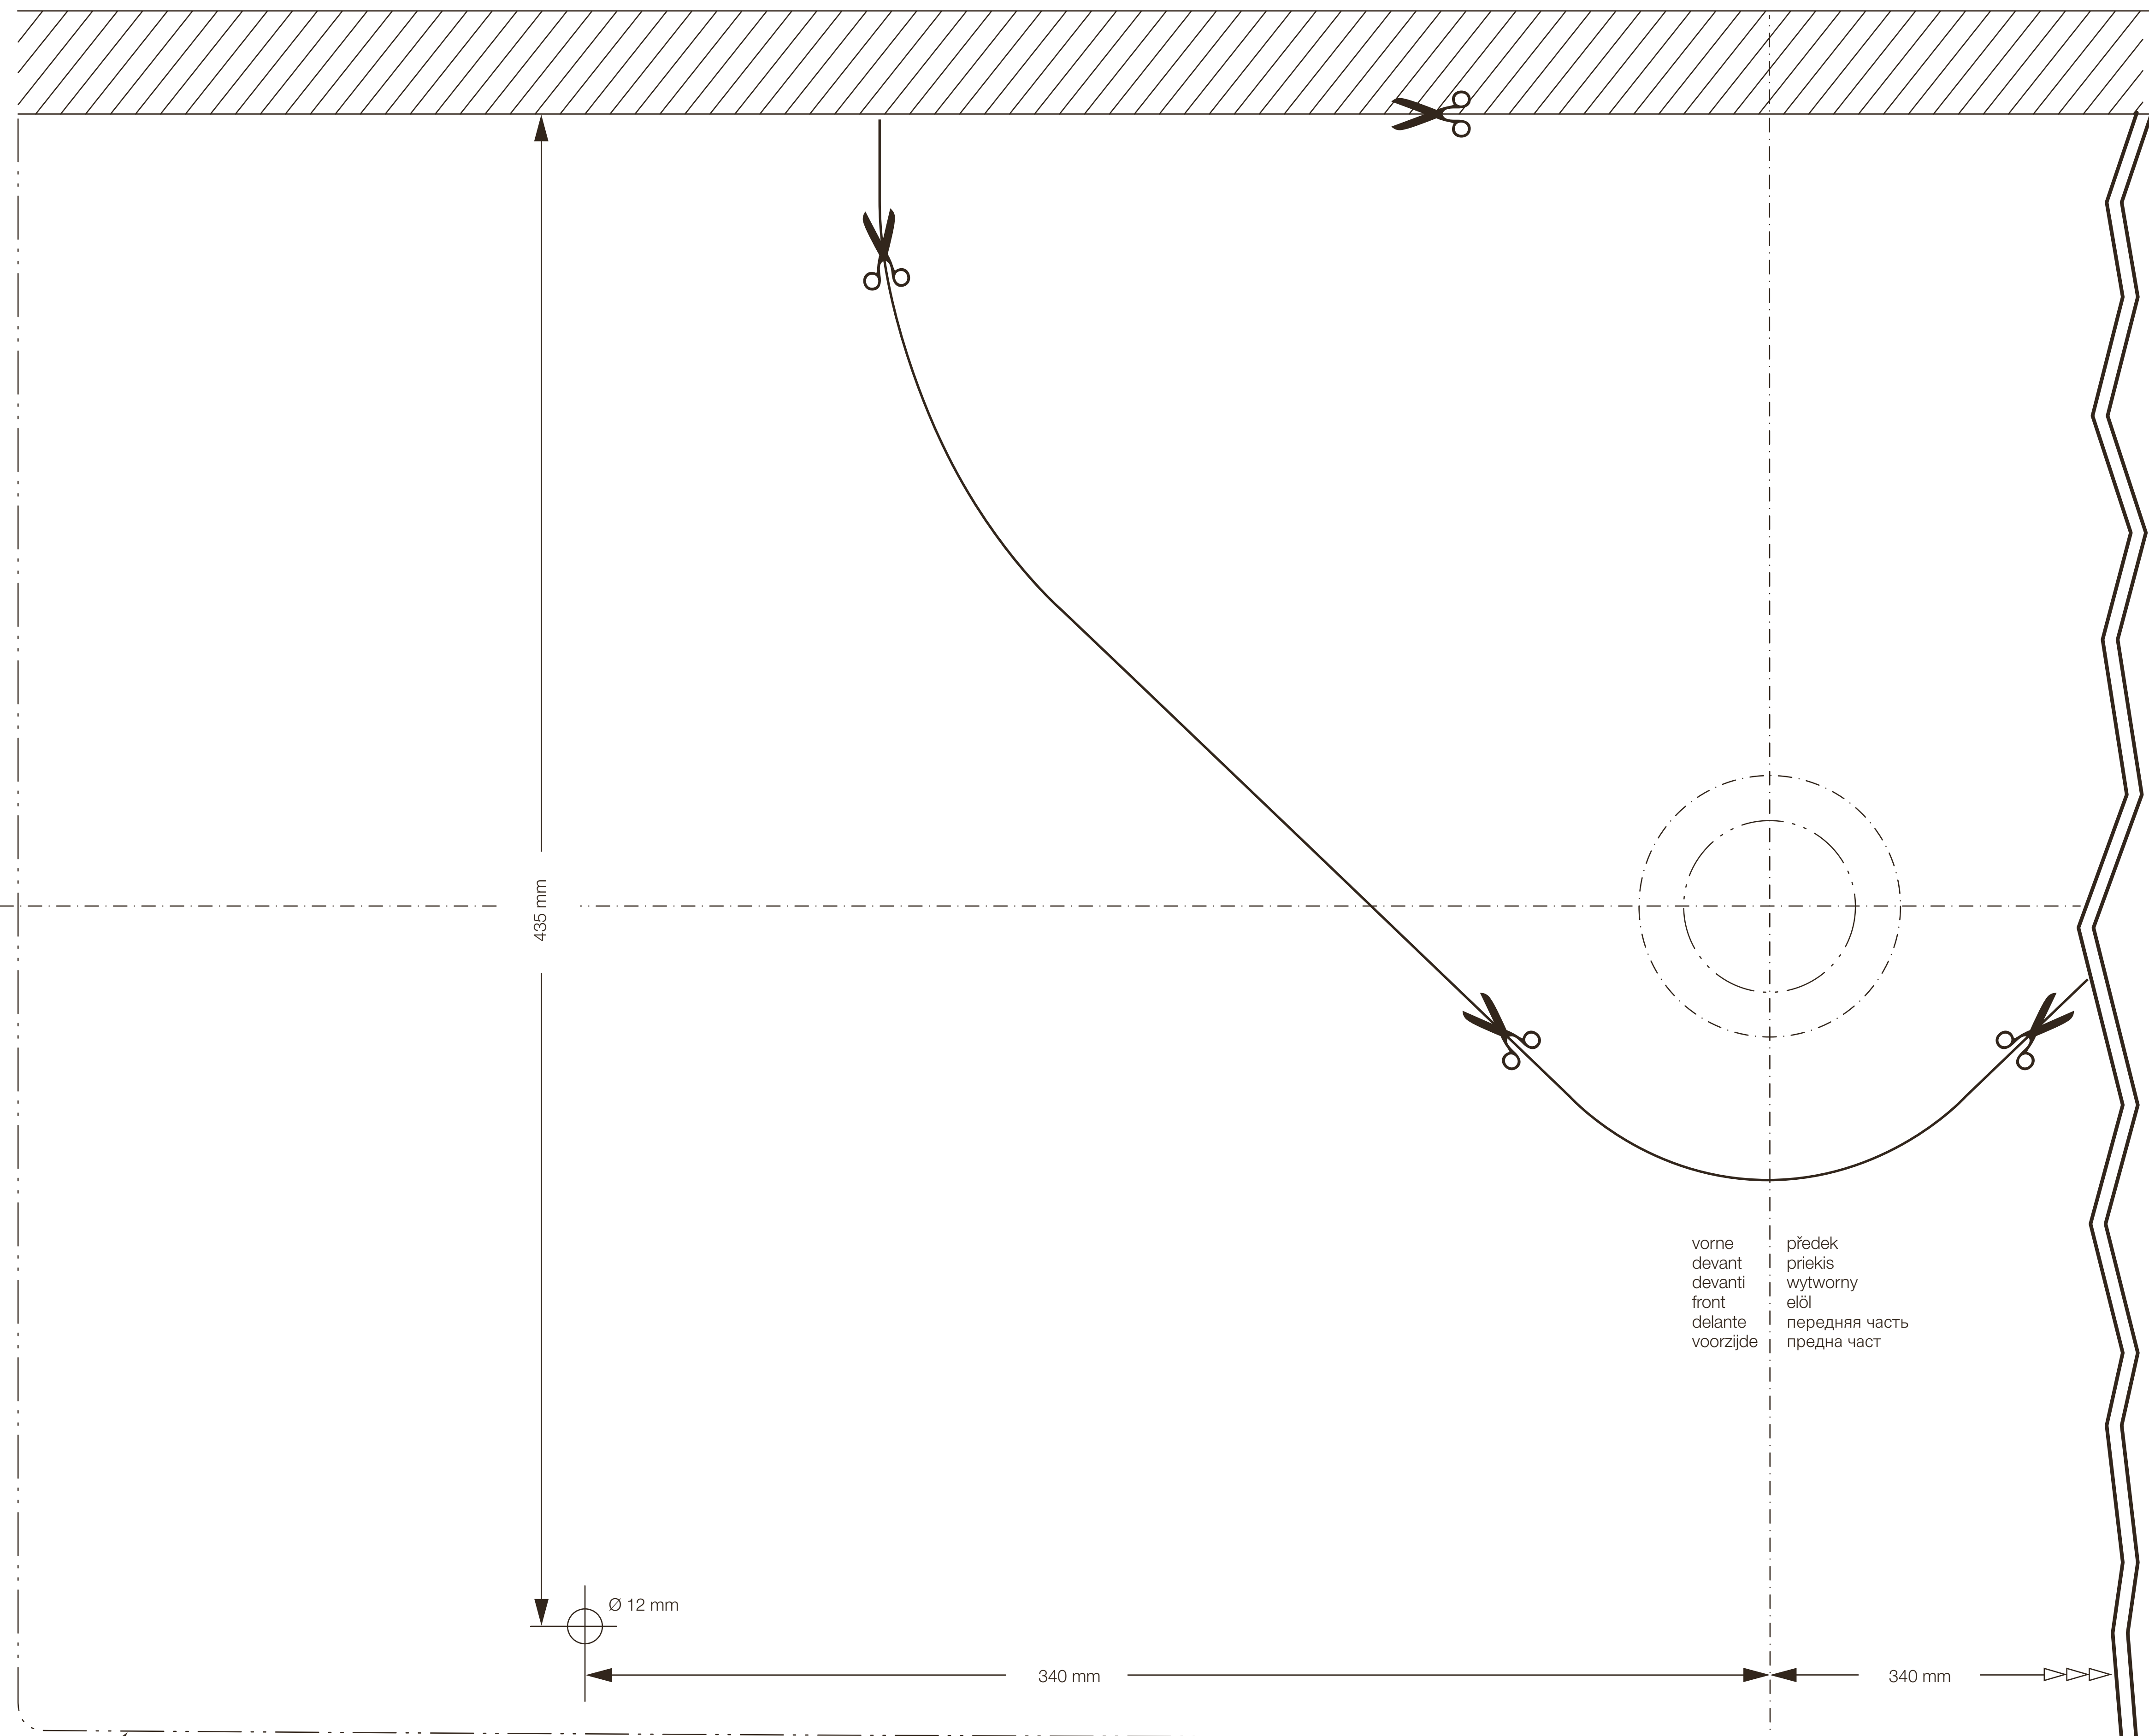 435 mm
vorne
devant
devanti
front
delante
voorzijde
předek
priekis
wytworny
elöl
передняя часть
предна част
Ø 12 mm
340 mm
340 mm